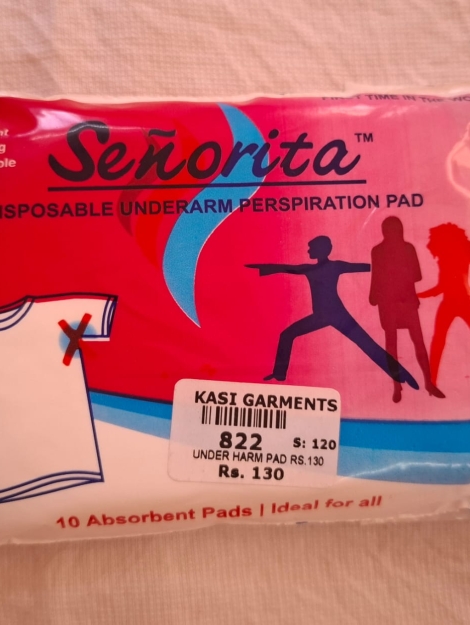 Señorita™
DISPOSABLE UNDERARM PERSPIRATION PAD
KASI GARMENTS
822 S: 120
UNDER HARM PAD RS.130
Rs. 130
10 Absorbent Pads | Ideal for all